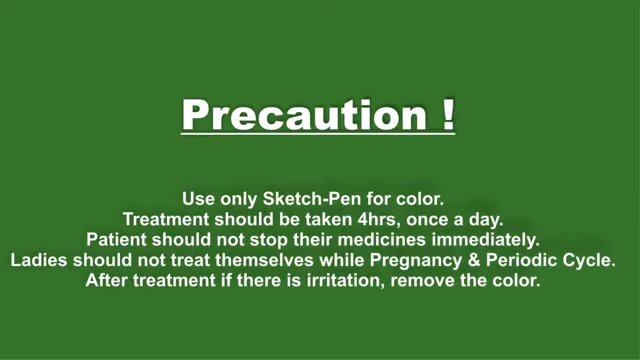 Precaution !
Use only Sketch-Pen for color.
Treatment should be taken 4hrs, once a day.
Patient should not stop their medicines immediately.
Ladies should not treat themselves while Pregnancy & Periodic Cycle.
After treatment if there is irritation, remove the color.